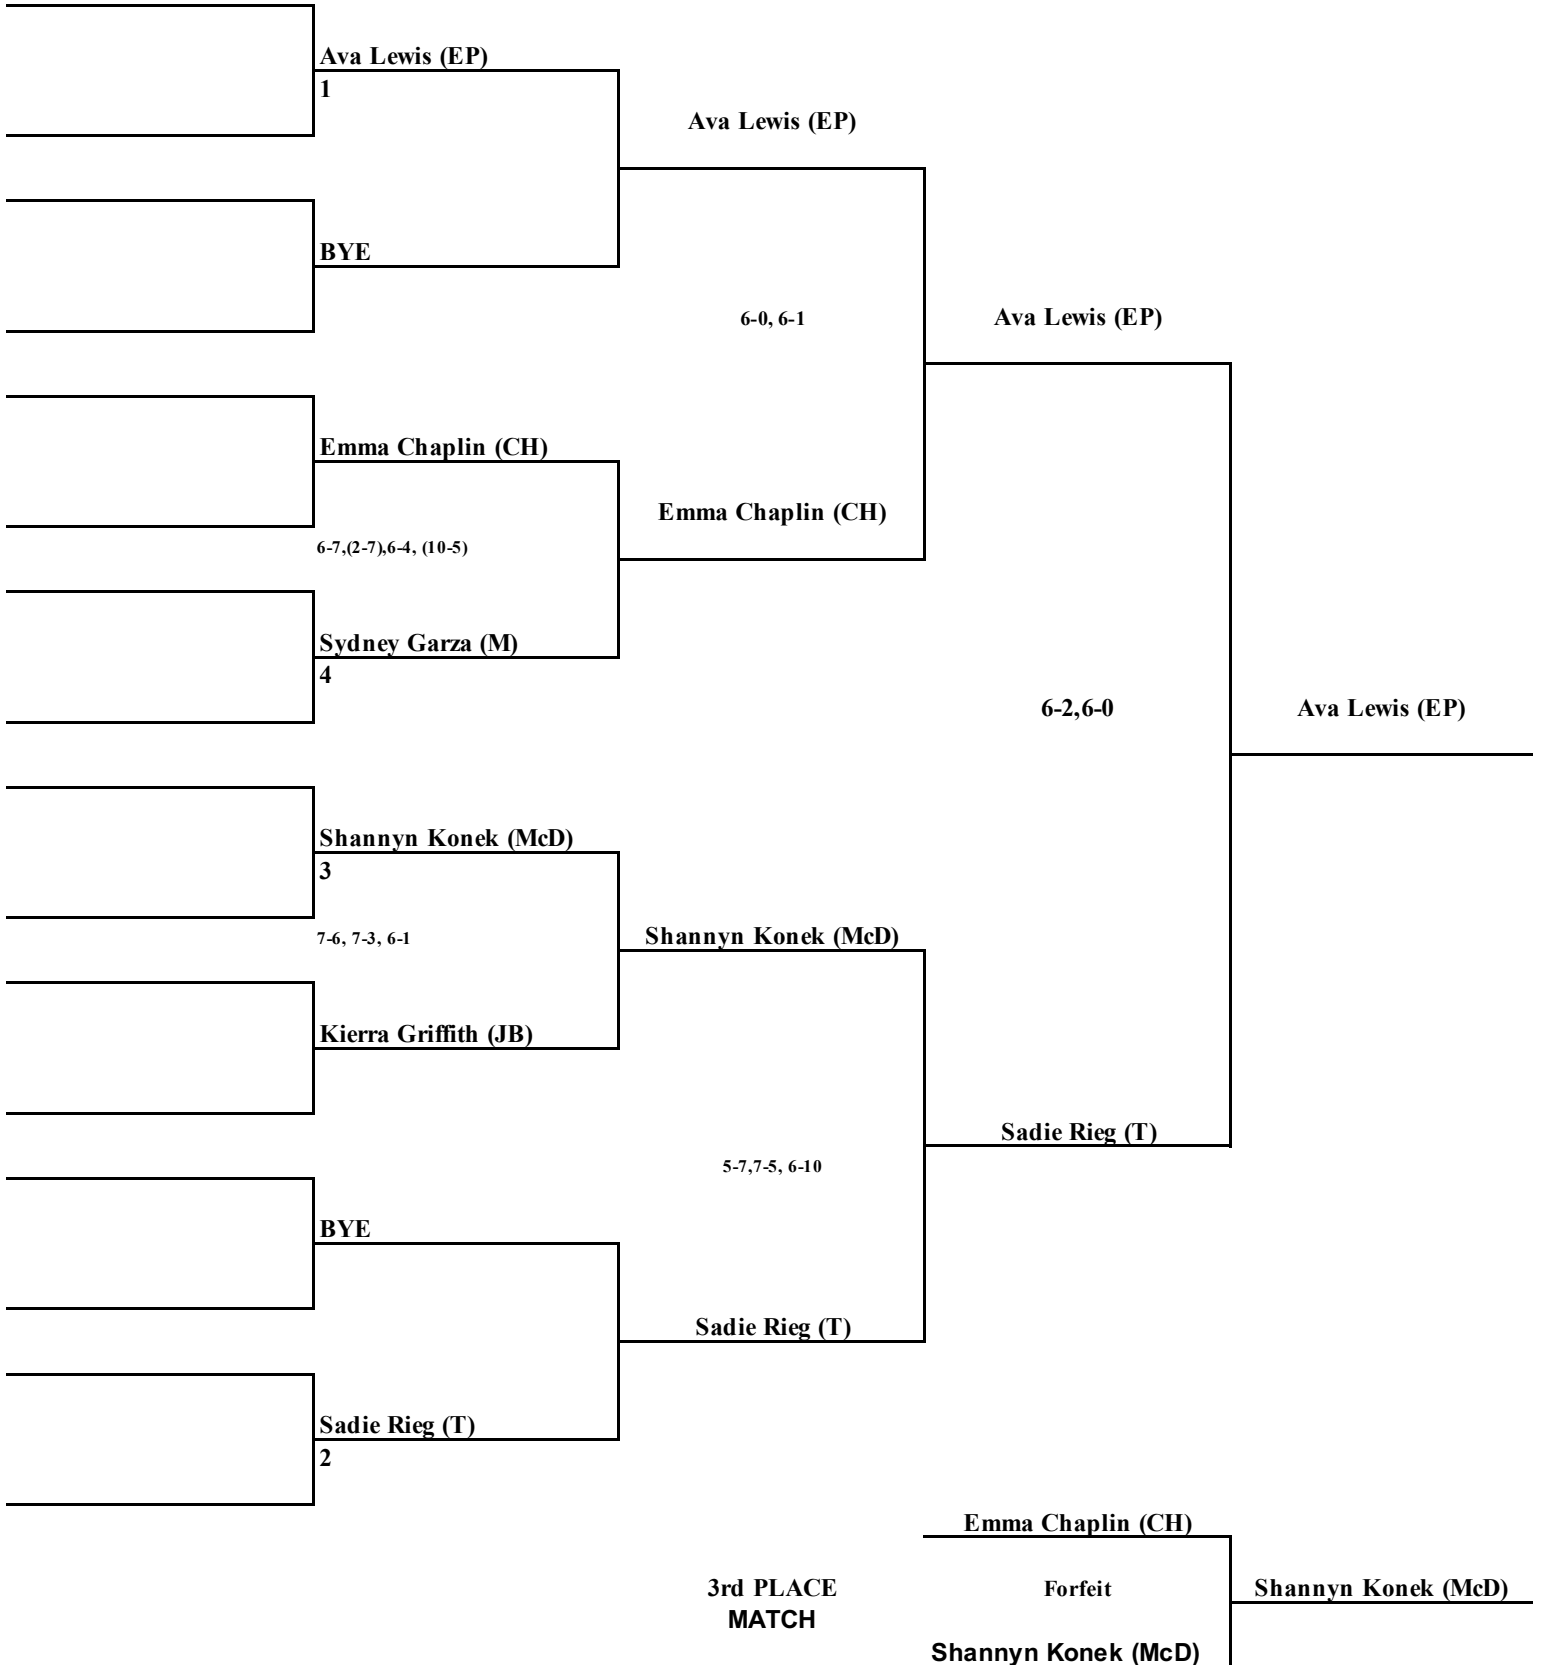 Ava Lewis (EP)
1
Ava Lewis (EP)
BYE
6-0, 6-1
Ava Lewis (EP)
Emma Chaplin (CH)
Emma Chaplin (CH)
6-7,(2-7),6-4, (10-5)
Sydney Garza (M)
4
6-2,6-0
Ava Lewis (EP)
Shannyn Konek (McD)
3
7-6, 7-3, 6-1
Shannyn Konek (McD)
Kierra Griffith (JB)
Sadie Rieg (T)
5-7,7-5, 6-10
BYE
Sadie Rieg (T)
Sadie Rieg (T)
2
Emma Chaplin (CH)
3rd PLACE
MATCH
Forfeit
Shannyn Konek (McD)
Shannyn Konek (McD)